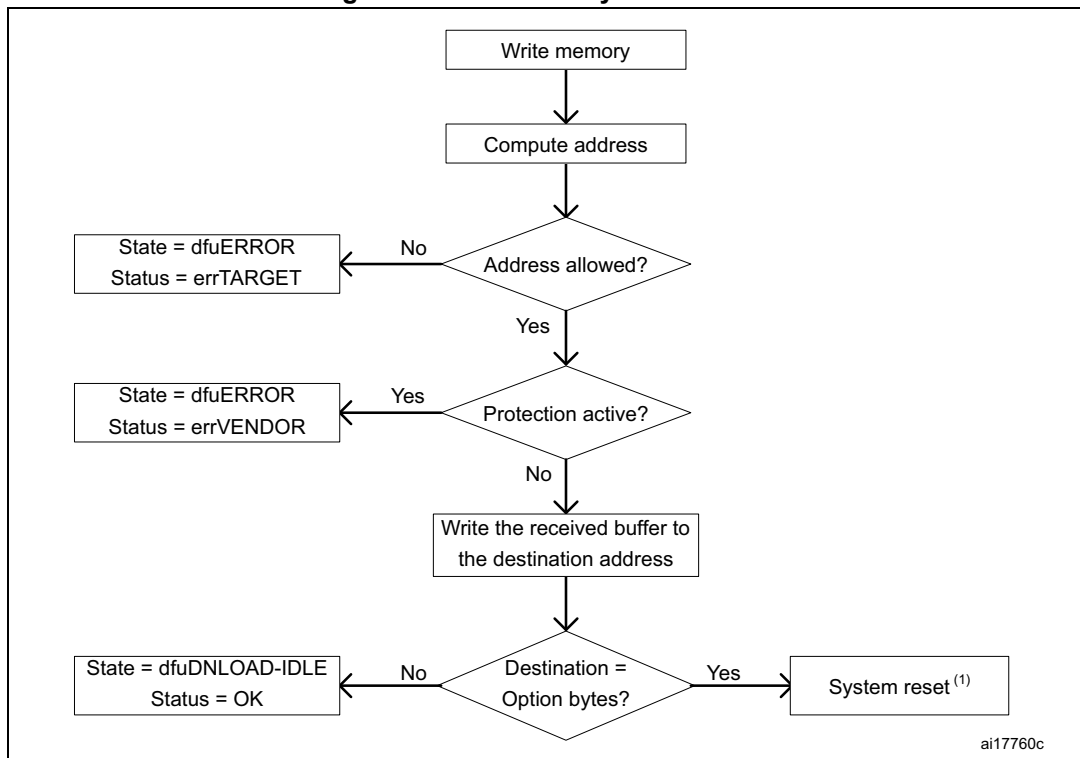 Write memory
Compute address
State = dfuERROR
Status = errTARGET
No
Address allowed?
Yes
State = dfuERROR
Status = errVENDOR
Yes
Protection active?
No
Write the received buffer to
the destination address
State = dfuDNLOAD-IDLE
Status = OK
No
Destination =
Option bytes?
Yes
System reset (1)
ai17760c